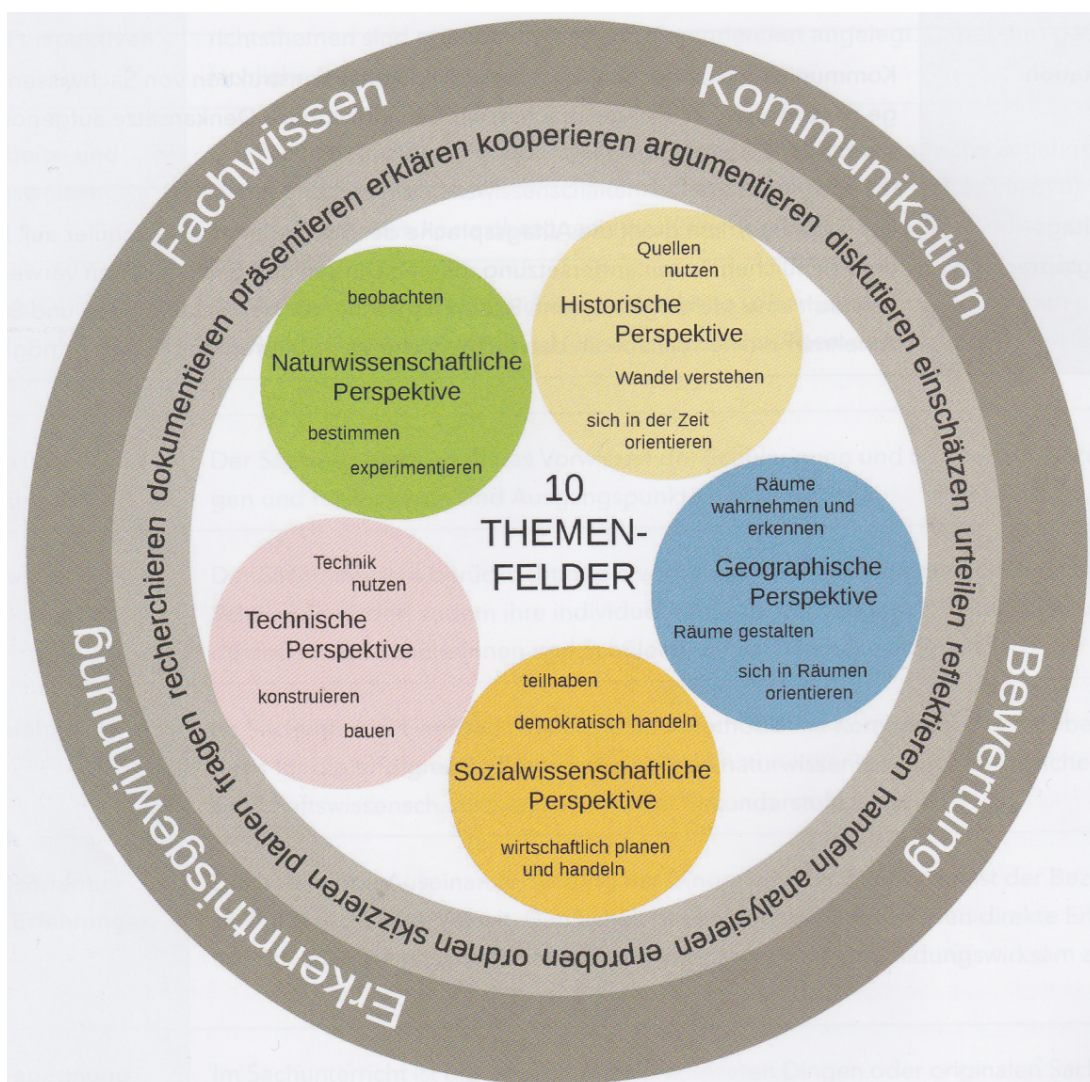 Fachwissen
Kommunikation
Bewertung
Erkenntnisgewinnung
fragen recherchieren dokumentieren präsentieren erklären kooperieren argumentieren diskutieren einschätzen urteilen reflektieren handeln analysieren erproben ordnen skizzieren planen
beobachten
Naturwissenschaftliche
Perspektive
bestimmen
experimentieren
Quellen
nutzen
Historische
Perspektive
Wandel verstehen
sich in der Zeit
orientieren
10
THEMEN-
FELDER
Räume
wahrnehmen und
erkennen
Geographische
Perspektive
Räume gestalten
sich in Räumen
orientieren
Technik
nutzen
Technische
Perspektive
konstruieren
bauen
teilhaben
demokratisch handeln
Sozialwissenschaftliche
Perspektive
wirtschaftlich planen
und handeln